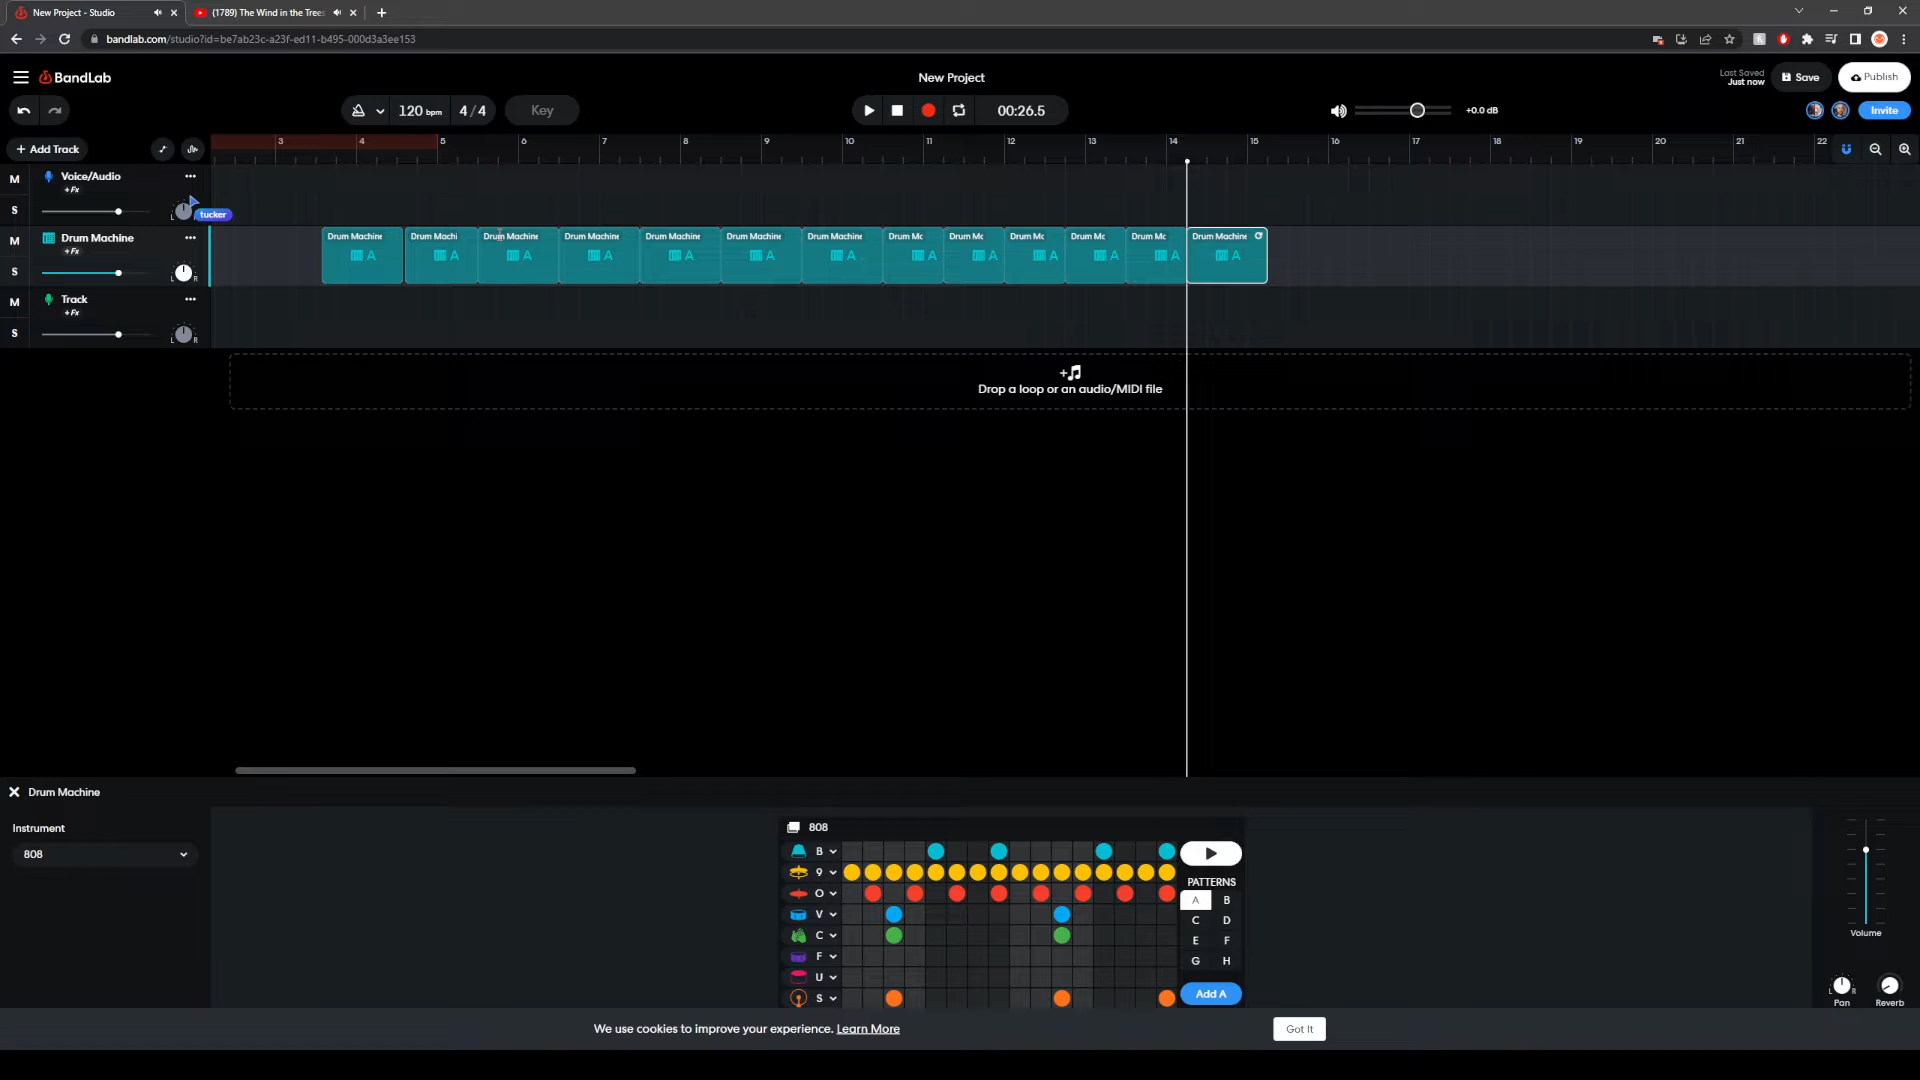 New Project - Studio
(1789) The Wind in the Trees
bandlab.com/studio?id=be7ab23c-a23f-ed11-b495-000d3a3ee153
BandLab
New Project
Last Saved
Just now
Save
Publish
120 bpm
4/4
Key
00:26.5
+0.0 dB
Invite
+ Add Track
3 4 5 6 7 8 9 10 11 12 13 14 15 16 17 18 19 20 21 22
M
Voice/Audio
+Fx
S
L R
tucker
M
Drum Machine
+Fx
S
L R
Drum Machine Drum Machi Drum Machine Drum Machine Drum Machine Drum Machine Drum Machine Drum Mc Drum Mc Drum Mc Drum Mc Drum Mc Drum Machine
A A A A A A A A A A A A A
M
Track
+Fx
S
L R
Drop a loop or an audio/MIDI file
Drum Machine
Instrument
808
808
B
9
O
V
C
F
U
S
PATTERNS
A B
C D
E F
G H
Add A
Volume
L R
Pan
Reverb
We use cookies to improve your experience. Learn More
Got It